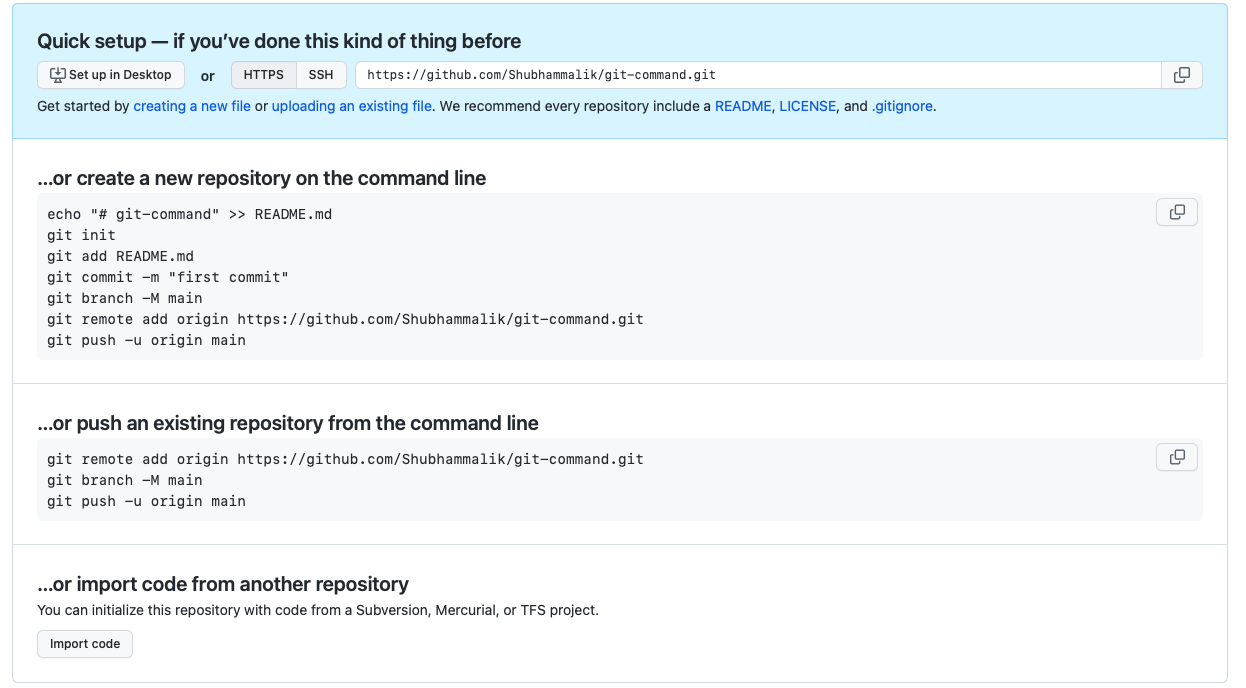 Quick setup — if you’ve done this kind of thing before
Set up in Desktop or HTTPS SSH https://github.com/Shubhammalik/git-command.git
Get started by creating a new file or uploading an existing file. We recommend every repository include a README, LICENSE, and .gitignore.
…or create a new repository on the command line
echo "# git-command" >> README.md
git init
git add README.md
git commit -m "first commit"
git branch -M main
git remote add origin https://github.com/Shubhammalik/git-command.git
git push -u origin main
…or push an existing repository from the command line
git remote add origin https://github.com/Shubhammalik/git-command.git
git branch -M main
git push -u origin main
…or import code from another repository
You can initialize this repository with code from a Subversion, Mercurial, or TFS project.
Import code